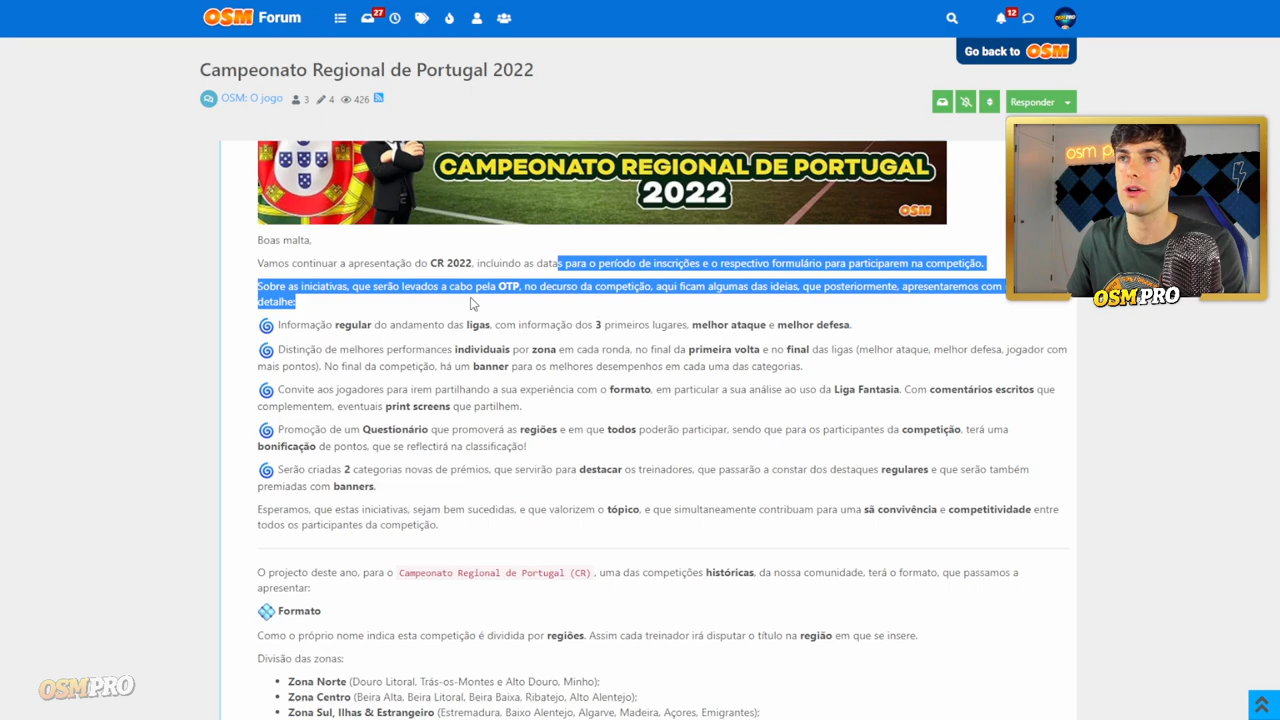 OSM Forum
27
12
Go back to OSM
Campeonato Regional de Portugal 2022
OSM: O jogo 3 4 426
Responder
CAMPEONATO REGIONAL DE PORTUGAL
2022
OSM
osm p
Boas malta,
Vamos continuar a apresentação do CR 2022, incluindo as datas para o período de inscrições e o respectivo formulário para participarem na competição.
Sobre as iniciativas, que serão levados a cabo pela OTP, no decurso da competição, aqui ficam algumas das ideias, que posteriormente, apresentaremos com
detalhe:
OSM PRO
Informação regular do andamento das ligas, com informação dos 3 primeiros lugares, melhor ataque e melhor defesa.
Distinção de melhores performances individuais por zona em cada ronda, no final da primeira volta e no final das ligas (melhor ataque, melhor defesa, jogador com
mais pontos). No final da competição, há um banner para os melhores desempenhos em cada uma das categorias.
Convite aos jogadores para irem partilhando a sua experiência com o formato, em particular a sua análise ao uso da Liga Fantasia. Com comentários escritos que
complementem, eventuais print screens que partilhem.
Promoção de um Questionário que promoverá as regiões e em que todos poderão participar, sendo que para os participantes da competição, terá uma
bonificação de pontos, que se reflectirá na classificação!
Serão criadas 2 categorias novas de prémios, que servirão para destacar os treinadores, que passarão a constar dos destaques regulares e que serão também
premiadas com banners.
Esperamos, que estas iniciativas, sejam bem sucedidas, e que valorizem o tópico, e que simultaneamente contribuam para uma sã convivência e competitividade entre
todos os participantes da competição.
O projecto deste ano, para o Campeonato Regional de Portugal (CR), uma das competições históricas, da nossa comunidade, terá o formato, que passamos a
apresentar:
Formato
Como o próprio nome indica esta competição é dividida por regiões. Assim cada treinador irá disputar o título na região em que se insere.
Divisão das zonas:
Zona Norte (Douro Litoral, Trás-os-Montes e Alto Douro, Minho);
Zona Centro (Beira Alta, Beira Litoral, Beira Baixa, Ribatejo, Alto Alentejo);
Zona Sul, Ilhas & Estrangeiro (Estremadura, Baixo Alentejo, Algarve, Madeira, Açores, Emigrantes);
OSMPRO